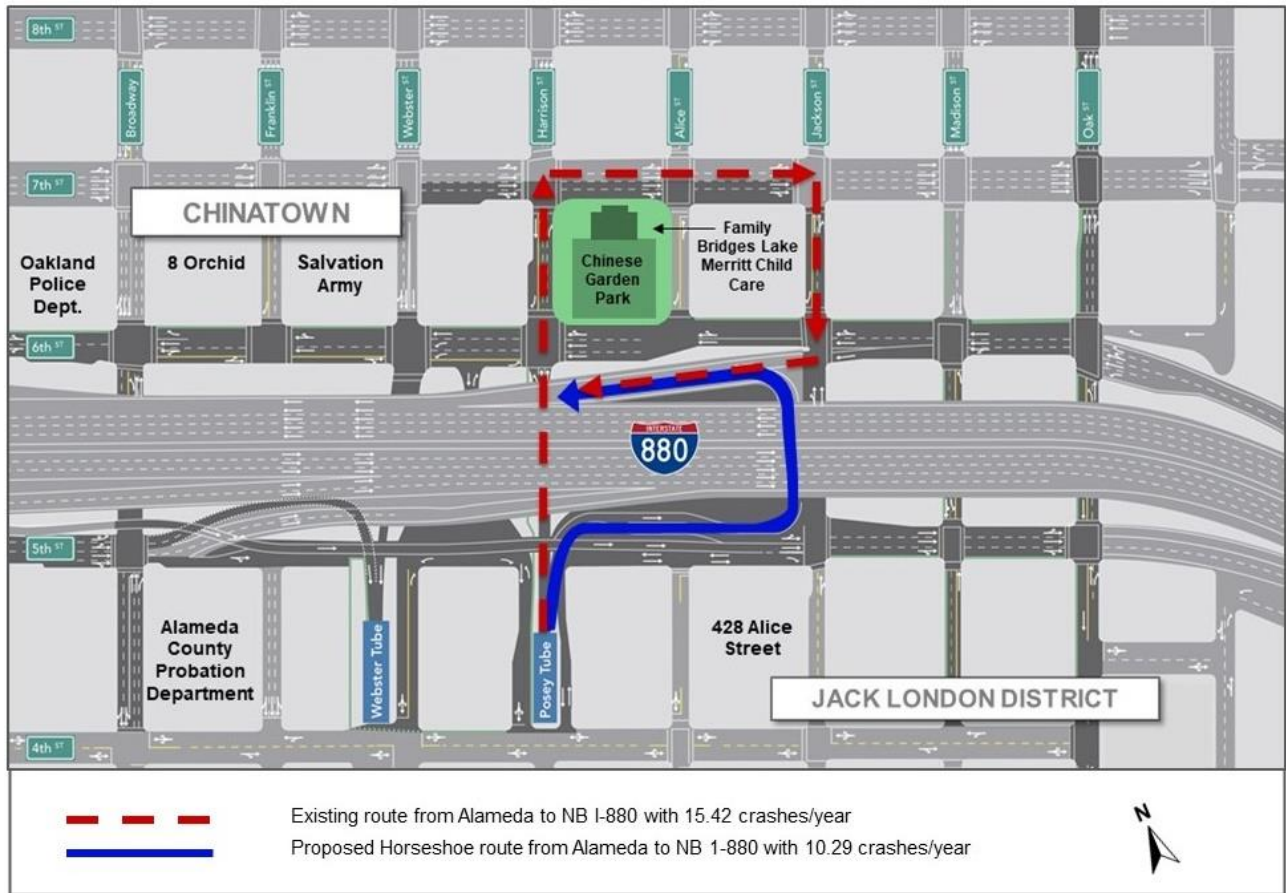 8th ST
Broadway
Franklin ST
Webster ST
Harrison ST
Alice ST
Jackson ST
Madison ST
Oak ST
7th ST
CHINATOWN
Oakland
Police
Dept.
8 Orchid
Salvation
Army
Chinese
Garden
Park
Family
Bridges Lake
Merritt Child
Care
6th ST
INTERSTATE
880
5th ST
Alameda
County
Probation
Department
Webster Tube
Posey Tube
428 Alice
Street
JACK LONDON DISTRICT
4th ST
Existing route from Alameda to NB I-880 with 15.42 crashes/year
Proposed Horseshoe route from Alameda to NB 1-880 with 10.29 crashes/year
N